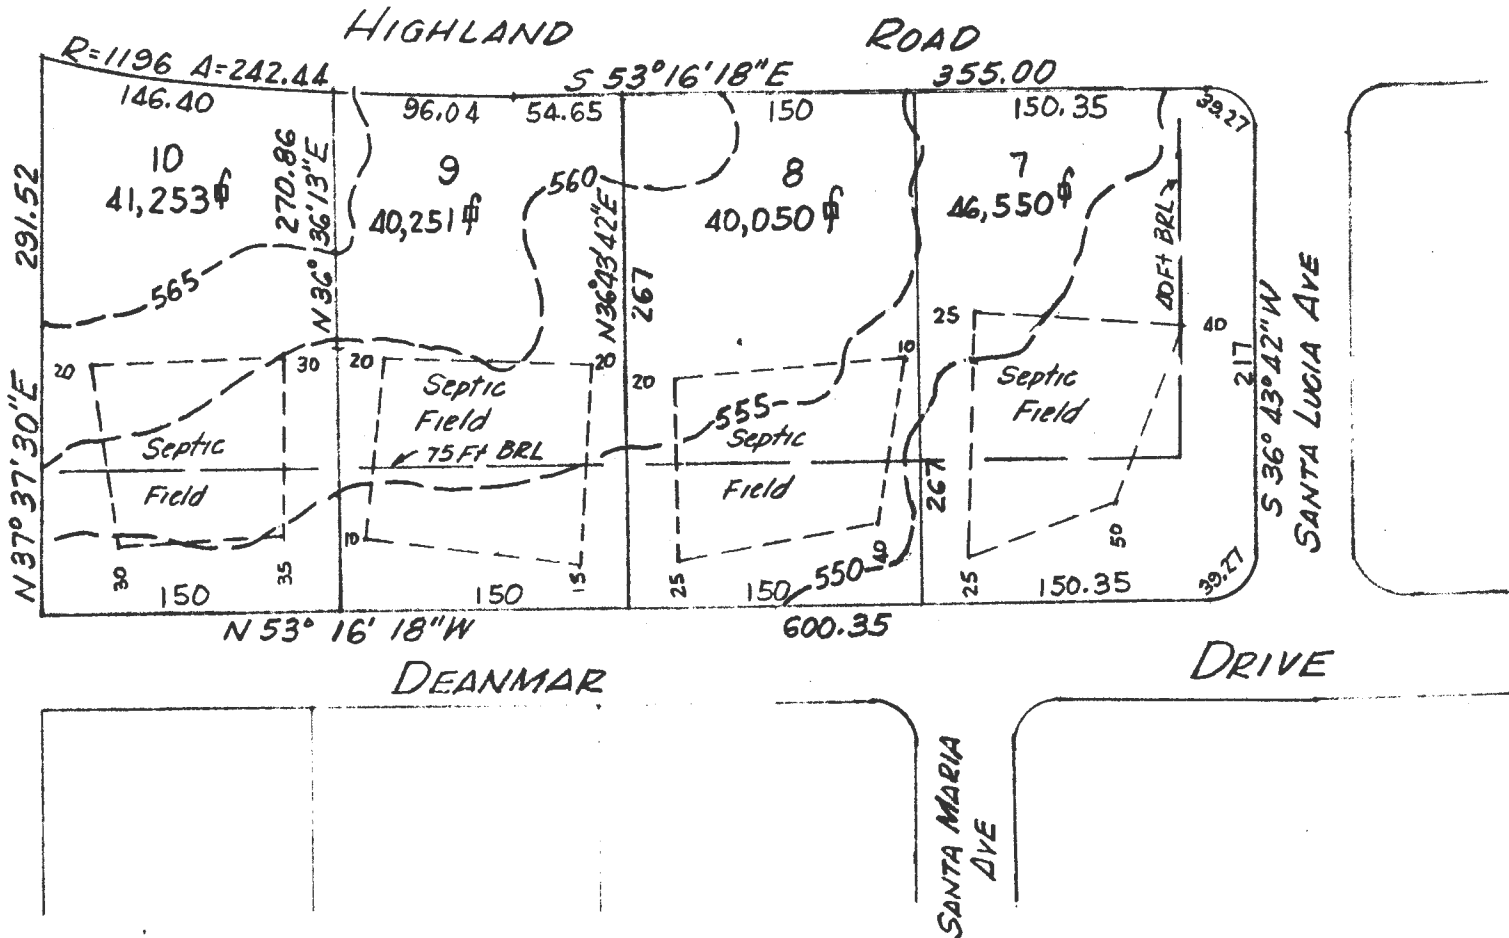 HIGHLAND ROAD
R=1196 A=242.44
S 53°16'18"E
355.00
146.40
96.04
54.65
150
150.35
39.27
10
41,253 ⌗
9
40,251 ⌗
8
40,050 ⌗
7
46,550 ⌗
291.52
N37°37'30"E
270.86
N 36° 36'13"E
N36°43'42"E
267
267
565
560
555
550
40 Ft BRL
75 Ft BRL
20
30
Septic
Field
30
35
20
20
Septic
Field
10
15
20
10
Septic
Field
25
40
25
40
Septic
Field
25
50
217
S 36° 43' 42" W
SANTA LUCIA AVE
150
150
150
150.35
39.27
N 53° 16' 18"W
600.35
DEANMAR DRIVE
SANTA MARIA
AVE